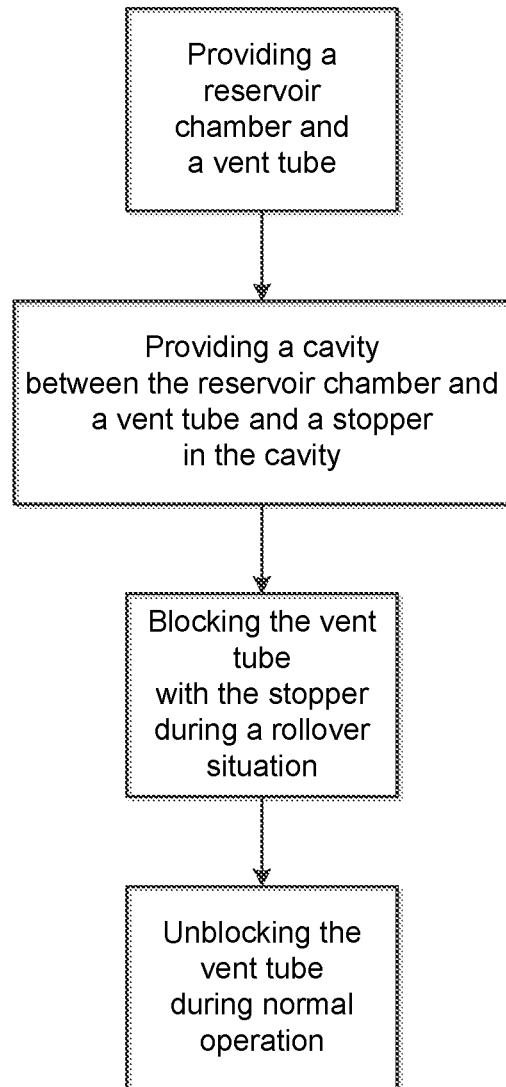 Providing a
reservoir
chamber and
a vent tube
Providing a cavity
between the reservoir chamber and
a vent tube and a stopper
in the cavity
Blocking the vent
tube
with the stopper
during a rollover
situation
Unblocking the
vent tube
during normal
operation